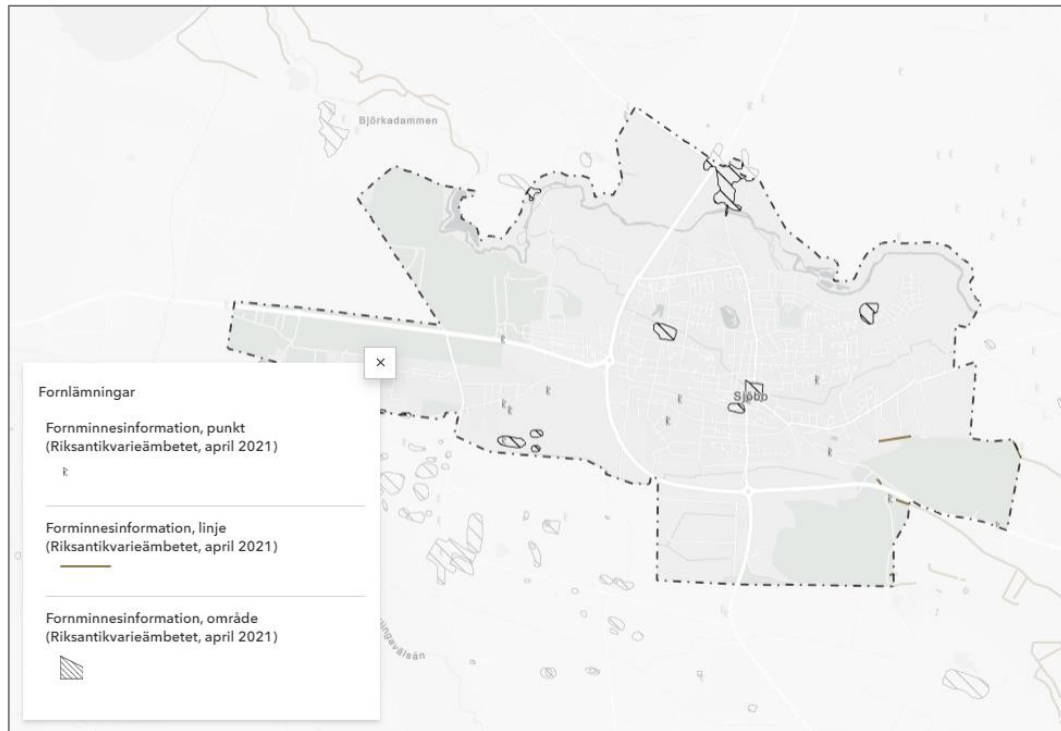 Björkadammen
Sjöbo
Fornlämningar
Fornminnesinformation, punkt
(Riksantikvarieämbetet, april 2021)
Forminnesinformation, linje
(Riksantikvarieämbetet, april 2021)
Fornminnesinformation, område
(Riksantikvarieämbetet, april 2021)